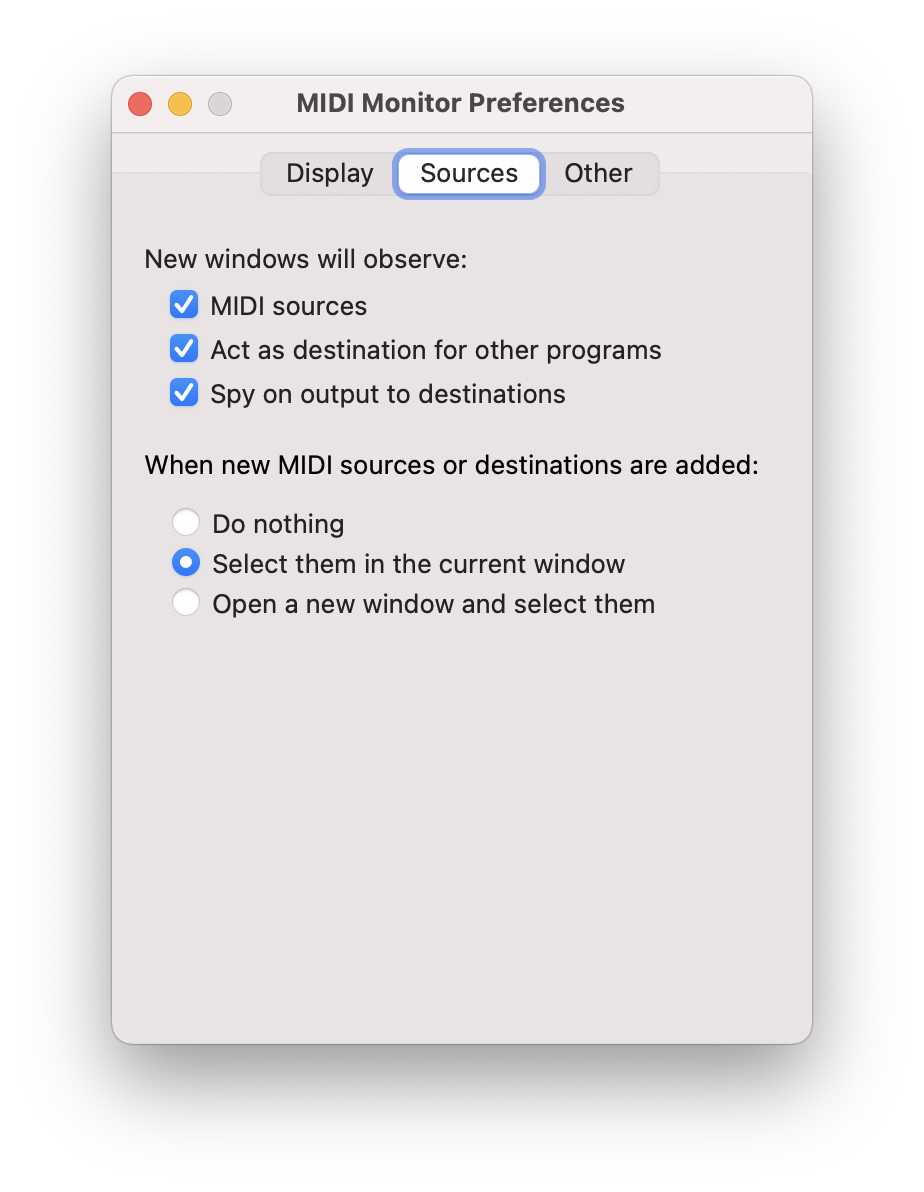 MIDI Monitor Preferences
Display Sources Other
New windows will observe:
MIDI sources
Act as destination for other programs
Spy on output to destinations
When new MIDI sources or destinations are added:
Do nothing
Select them in the current window
Open a new window and select them